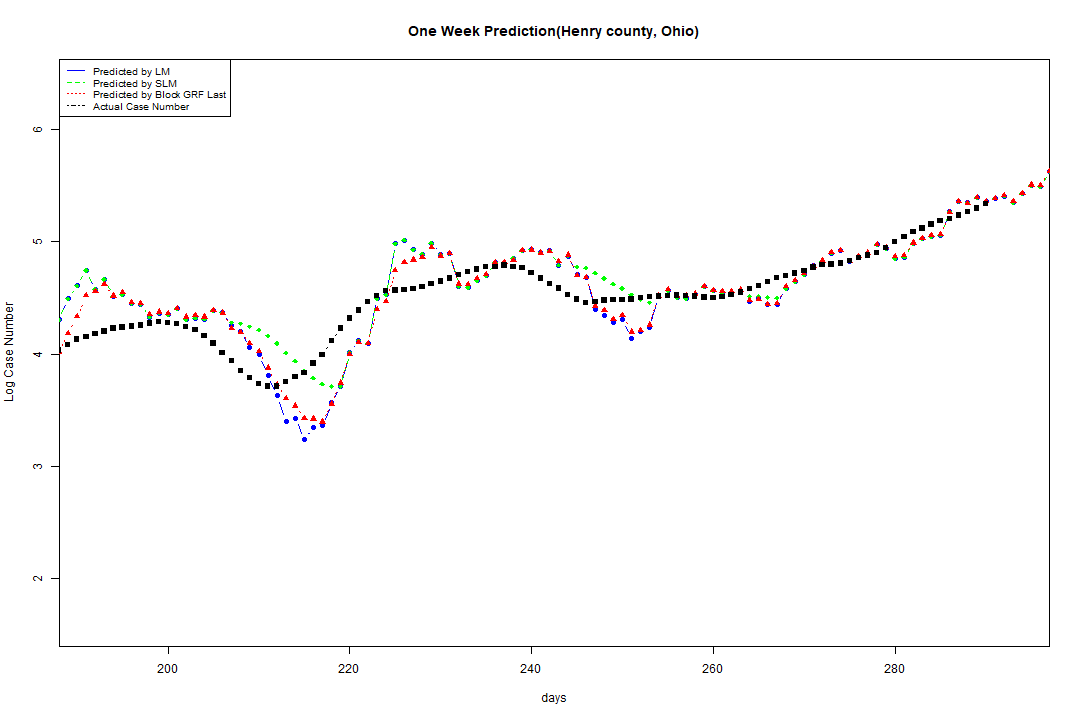 One Week Prediction(Henry county, Ohio)
Predicted by LM
Predicted by SLM
Predicted by Block GRF Last
Actual Case Number
6
5
4
3
2
Log Case Number
200 220 240 260 280
days